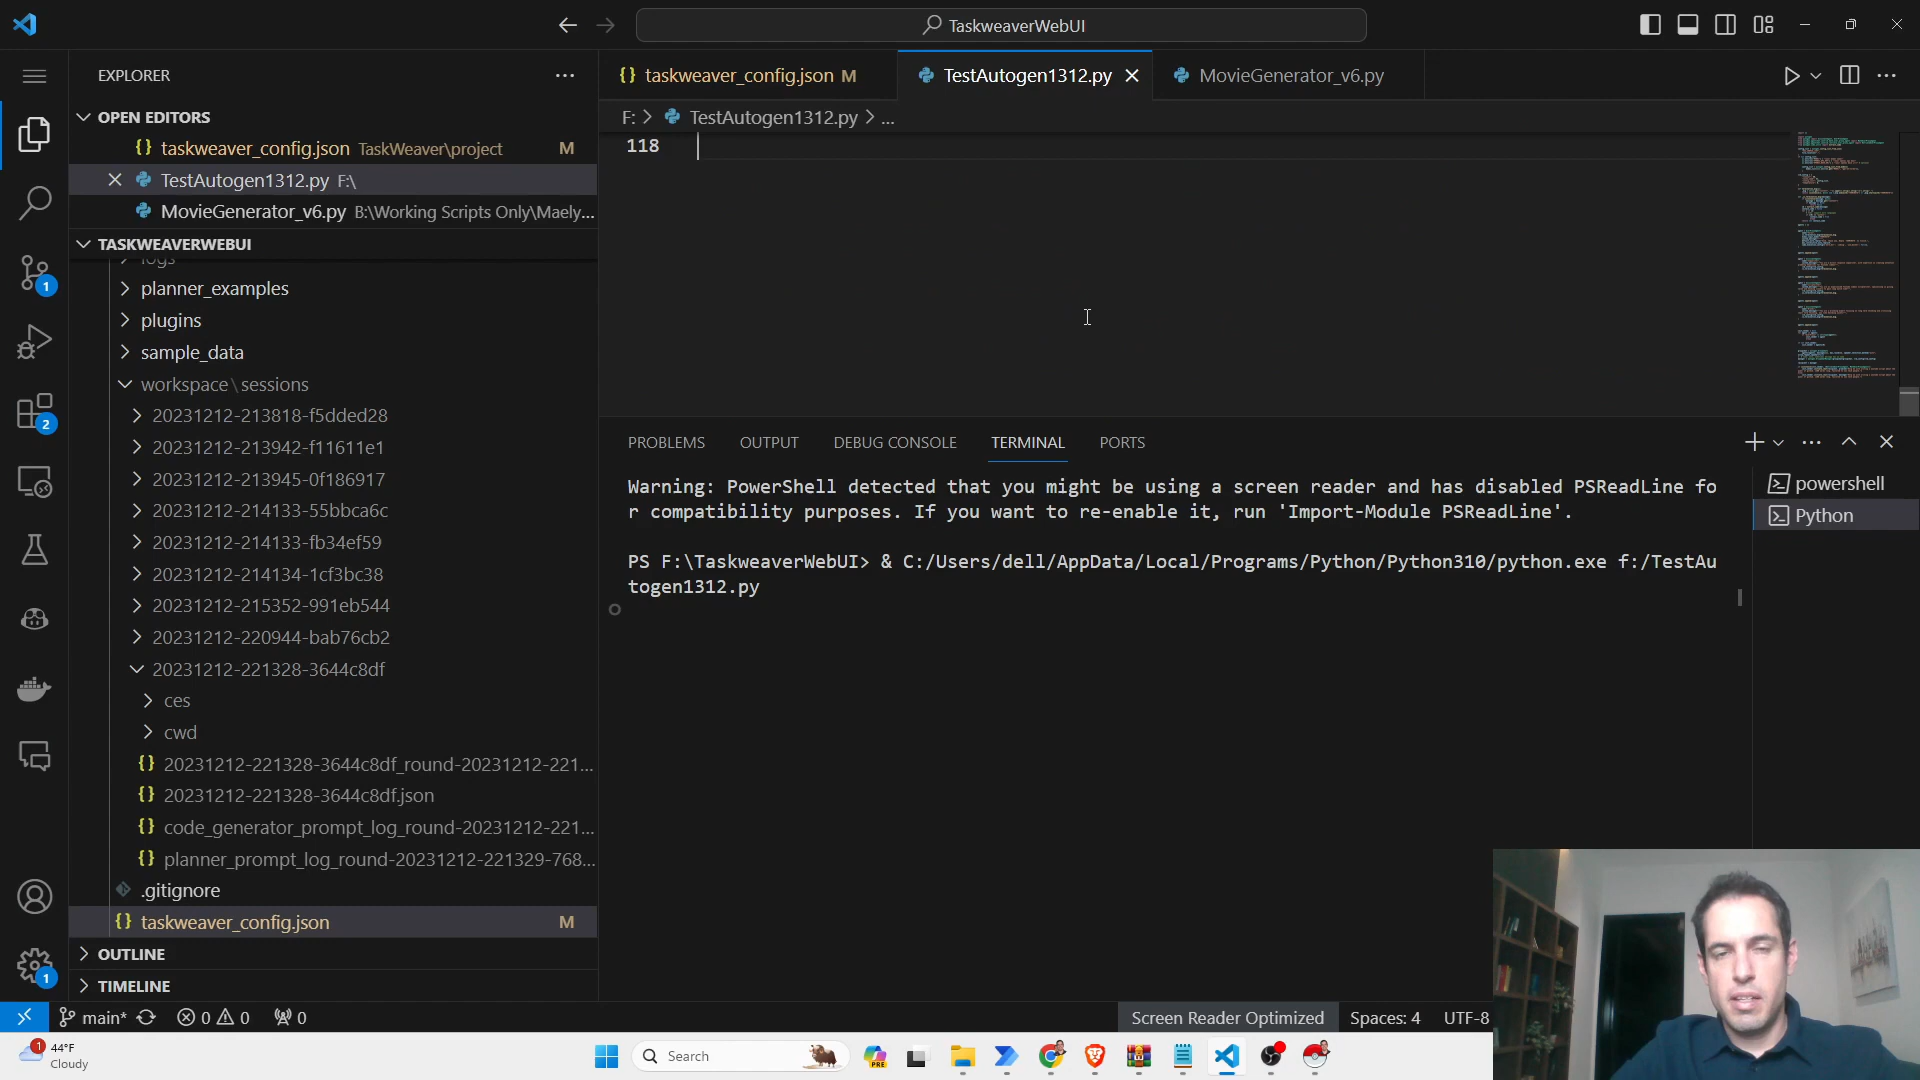 TaskweaverWebUI
EXPLORER
OPEN EDITORS
taskweaver_config.json TaskWeaver\project M
TestAutogen1312.py F:\
MovieGenerator_v6.py B:\Working Scripts Only\Maely...
TASKWEAVERWEBUI
logs
planner_examples
plugins
sample_data
workspace\sessions
20231212-213818-f5dded28
20231212-213942-f11611e1
20231212-213945-0f186917
20231212-214133-55bbca6c
20231212-214133-fb34ef59
20231212-214134-1cf3bc38
20231212-215352-991eb544
20231212-220944-bab76cb2
20231212-221328-3644c8df
ces
cwd
20231212-221328-3644c8df_round-20231212-221...
20231212-221328-3644c8df.json
code_generator_prompt_log_round-20231212-221...
planner_prompt_log_round-20231212-221329-768...
.gitignore
taskweaver_config.json M
OUTLINE
TIMELINE
1
2
1
taskweaver_config.json M
TestAutogen1312.py
MovieGenerator_v6.py
F: > TestAutogen1312.py > ...
118
PROBLEMS OUTPUT DEBUG CONSOLE TERMINAL PORTS
Warning: PowerShell detected that you might be using a screen reader and has disabled PSReadLine fo
r compatibility purposes. If you want to re-enable it, run 'Import-Module PSReadLine'.
PS F:\TaskweaverWebUI> & C:/Users/dell/AppData/Local/Programs/Python/Python310/python.exe f:/TestAu
togen1312.py
powershell
Python
main* 0 0 0
Screen Reader Optimized Spaces: 4 UTF-8
1
44°F
Cloudy
Search
PRE